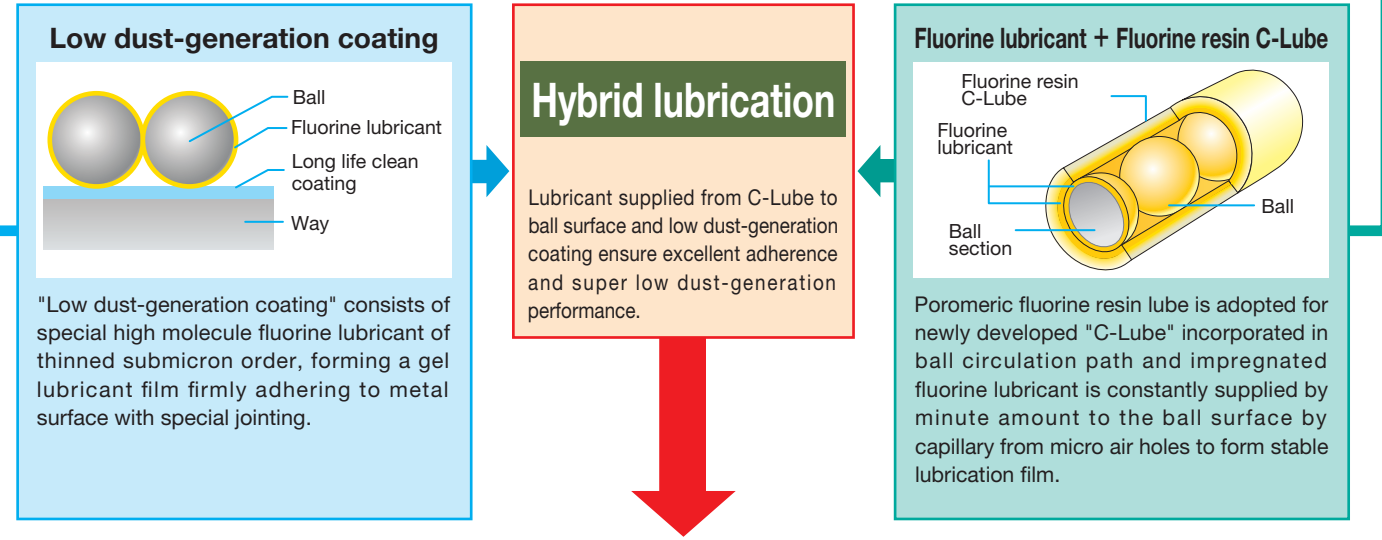 Low dust-generation coating
Ball
Fluorine lubricant
Long life clean
coating
Way
"Low dust-generation coating" consists of
special high molecule fluorine lubricant of
thinned submicron order, forming a gel
lubricant film firmly adhering to metal
surface with special jointing.
Hybrid lubrication
Lubricant supplied from C-Lube to
ball surface and low dust-generation
coating ensure excellent adherence
and super low dust-generation
performance.
Fluorine lubricant + Fluorine resin C-Lube
Fluorine resin
C-Lube
Fluorine
lubricant
Ball
Ball
section
Poromeric fluorine resin lube is adopted for
newly developed "C-Lube" incorporated in
ball circulation path and impregnated
fluorine lubricant is constantly supplied by
minute amount to the ball surface by
capillary from micro air holes to form stable
lubrication film.